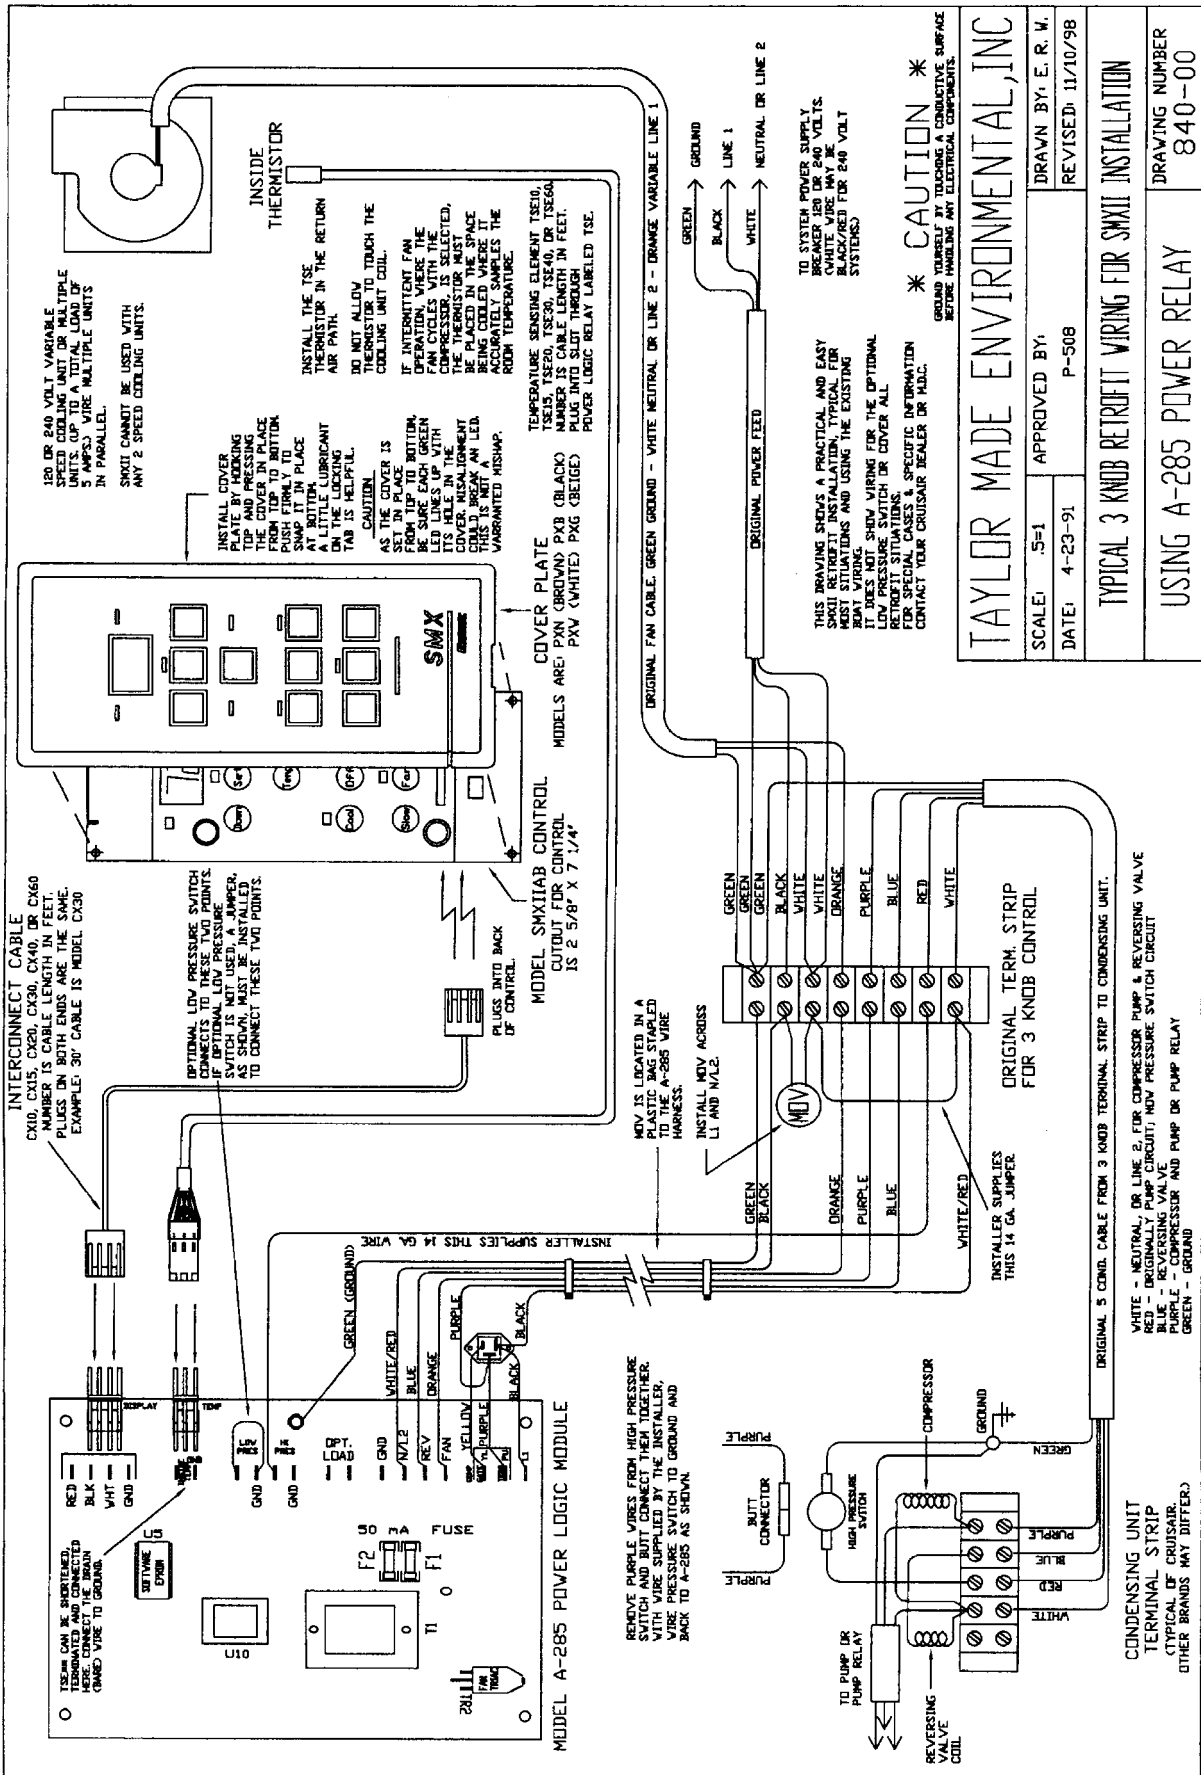 INTERCONNECT CABLE
CX10, CX15, CX20, CX30, CX40, OR CX60
NUMBER IS CABLE LENGTH IN FEET.
PLUGS ON BOTH ENDS ARE THE SAME.
EXAMPLE: 30' CABLE IS MODEL CX30
OPTIONAL LOW PRESSURE SWITCH
CONNECTS TO THESE TWO POINTS.
IF OPTIONAL LOW PRESSURE
SWITCH IS NOT USED, A JUMPER,
AS SHOWN, MUST BE INSTALLED
TO CONNECT THESE TWO POINTS.
TSE** CAN BE SHORTENED,
TERMINATED AND CONNECTED
HERE. CONNECT THE DRAIN
(BARE) WIRE TO GROUND.
RED
BLK
WHT
GND
DISPLAY
TEMP
LOW
PRES
GND
HI
PRES
GND
OPT.
LOAD
GND
N/L2
REV
FAN
L1
U5
SOFTWARE
EPROM
U10
50 mA FUSE
F2
F1
T1
TR2
FAN
TRIAC
MODEL A-285 POWER LOGIC MODULE
GREEN (GROUND)
WHITE/RED
BLUE
ORANGE
PURPLE
YELLOW
PURPLE
BLACK
BLACK
INSTALLER SUPPLIES THIS 14 GA. WIRE
PLUGS INTO BACK
OF CONTROL.
MODEL SMXIIAB CONTROL
CUTOUT FOR CONTROL
IS 2 5/8" X 7 1/4"
Down
Set
Temp
Cool
Off
Slow
Fan
SMX
COVER PLATE
MODELS ARE: PXN (BROWN) PXB (BLACK)
PXW (WHITE) PXG (BEIGE)
INSTALL COVER
PLATE BY HOOKING
TOP AND PRESSING
THE COVER IN PLACE
FROM TOP TO BOTTOM.
PUSH FIRMLY TO
SNAP IT IN PLACE
AT BOTTOM.
A LITTLE LUBRICANT
ON THE LOCKING
TAB IS HELPFUL.
CAUTION
AS THE COVER IS
SET IN PLACE
FROM TOP TO BOTTOM,
BE SURE EACH GREEN
LED LINES UP WITH
ITS HOLE IN THE
COVER. MISALIGNMENT
COULD BREAK AN LED.
THIS IS NOT A
WARRANTED MISHAP.
120 OR 240 VOLT VARIABLE
SPEED COOLING UNIT OR MULTIPLE
UNITS. (UP TO A TOTAL LOAD OF
5 AMPS.) WIRE MULTIPLE UNITS
IN PARALLEL.
SMXII CANNOT BE USED WITH
ANY 2 SPEED COOLING UNITS.
INSIDE
THERMISTOR
INSTALL THE TSE
THERMISTOR IN THE RETURN
AIR PATH.
DO NOT ALLOW
THERMISTOR TO TOUCH THE
COOLING UNIT COIL.
IF INTERMITTENT FAN
OPERATION, WHERE THE
FAN CYCLES WITH THE
COMPRESSOR, IS SELECTED,
THE THERMISTOR MUST
BE PLACED IN THE SPACE
BEING COOLED WHERE IT
ACCURATELY SAMPLES THE
ROOM TEMPERATURE.
TEMPERATURE SENSING ELEMENT TSE10,
TSE15, TSE20, TSE30, TSE40, OR TSE60.
NUMBER IS CABLE LENGTH IN FEET.
PLUG INTO SLOT THROUGH
POWER LOGIC RELAY LABELED TSE.
ORIGINAL FAN CABLE. GREEN GROUND - WHITE NEUTRAL OR LINE 2 - ORANGE VARIABLE LINE 1
MOV IS LOCATED IN A
PLASTIC BAG STAPLED
TO THE A-285 WIRE
HARNESS.
INSTALL MOV ACROSS
L1 AND N/L2.
MOV
GREEN
BLACK
ORANGE
PURPLE
BLUE
WHITE/RED
GREEN
GREEN
GREEN
BLACK
WHITE
WHITE
ORANGE
PURPLE
BLUE
RED
WHITE
ORIGINAL TERM. STRIP
FOR 3 KNOB CONTROL
INSTALLER SUPPLIES
THIS 14 GA. JUMPER.
ORIGINAL POWER FEED
GREEN
BLACK
WHITE
GROUND
LINE 1
NEUTRAL OR LINE 2
TO SYSTEM POWER SUPPLY
BREAKER 120 OR 240 VOLTS.
(WHITE WIRE MAY BE
BLACK/RED FOR 240 VOLT
SYSTEMS.)
THIS DRAWING SHOWS A PRACTICAL AND EASY
SMXII RETROFIT INSTALLATION, TYPICAL FOR
MOST SITUATIONS AND USING THE EXISTING
BOAT WIRING.
IT DOES NOT SHOW WIRING FOR THE OPTIONAL
LOW PRESSURE SWITCH OR COVER ALL
RETROFIT SITUATIONS.
FOR SPECIAL CASES & SPECIFIC INFORMATION
CONTACT YOUR CRUISAIR DEALER OR M.D.C.
* CAUTION *
GROUND YOURSELF BY TOUCHING A CONDUCTIVE SURFACE
BEFORE HANDLING ANY ELECTRICAL COMPONENTS.
REMOVE PURPLE WIRES FROM HIGH PRESSURE
SWITCH AND BUTT CONNECT THEM TOGETHER.
WITH WIRE SUPPLIED BY THE INSTALLER,
WIRE PRESSURE SWITCH TO GROUND AND
BACK TO A-285 AS SHOWN.
PURPLE
BUTT
CONNECTOR
PURPLE
HIGH PRESSURE
SWITCH
COMPRESSOR
GROUND
GREEN
TO PUMP OR
PUMP RELAY
REVERSING
VALVE
COIL
WHITE
RED
BLUE
PURPLE
CONDENSING UNIT
TERMINAL STRIP
(TYPICAL OF CRUISAIR.
OTHER BRANDS MAY DIFFER.)
ORIGINAL 5 COND. CABLE FROM 3 KNOB TERMINAL STRIP TO CONDENSING UNIT.
WHITE - NEUTRAL, OR LINE 2, FOR COMPRESSOR PUMP & REVERSING VALVE
RED - ORIGINALLY PUMP CIRCUIT; NOW PRESSURE SWITCH CIRCUIT
BLUE - REVERSING VALVE
PURPLE - COMPRESSOR AND PUMP OR PUMP RELAY
GREEN - GROUND
TAYLOR MADE ENVIRONMENTAL,INC
SCALE: .5=1
APPROVED BY:
DRAWN BY: E. R. W.
DATE: 4-23-91
P-508
REVISED: 11/10/98
TYPICAL 3 KNOB RETROFIT WIRING FOR SMXII INSTALLATION
USING A-285 POWER RELAY
DRAWING NUMBER
840-00